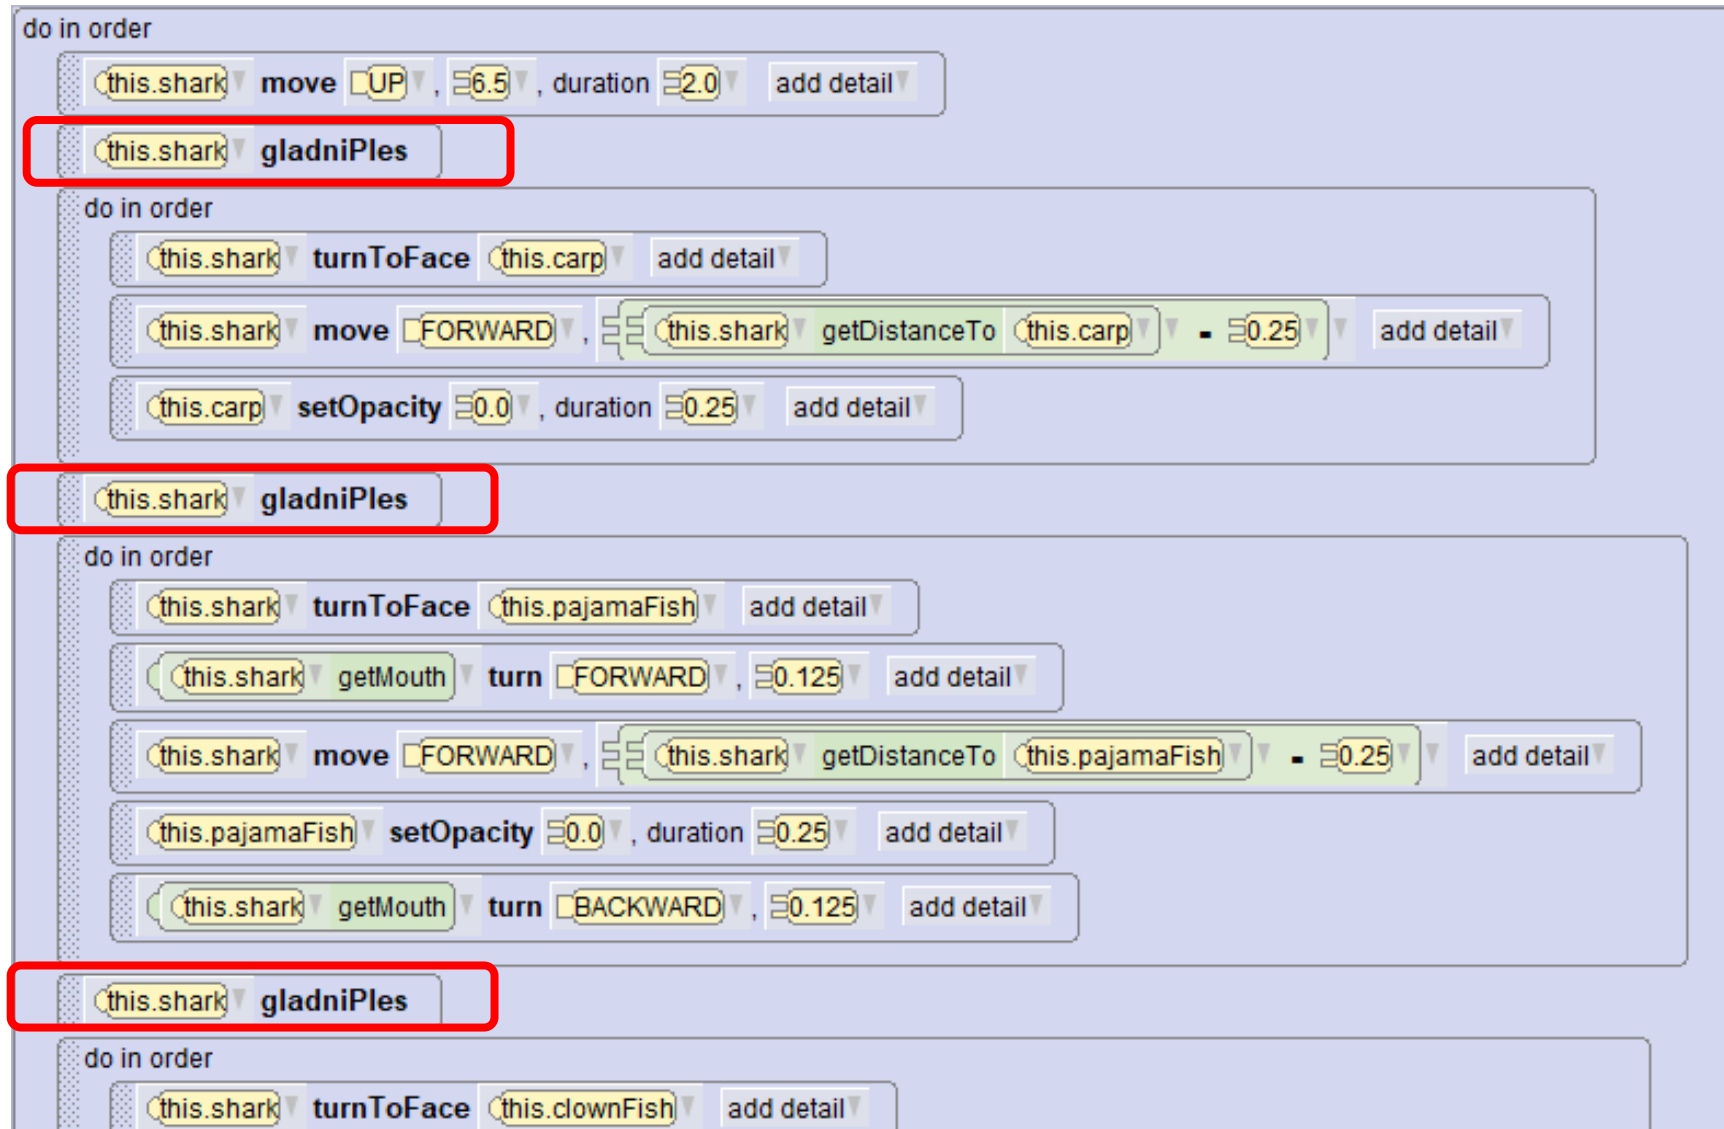 do in order
this.shark move UP , 6.5 , duration 2.0 add detail
this.shark gladniPles
do in order
this.shark turnToFace this.carp add detail
this.shark move FORWARD , this.shark getDistanceTo this.carp - 0.25 add detail
this.carp setOpacity 0.0 , duration 0.25 add detail
this.shark gladniPles
do in order
this.shark turnToFace this.pajamaFish add detail
this.shark getMouth turn FORWARD , 0.125 add detail
this.shark move FORWARD , this.shark getDistanceTo this.pajamaFish - 0.25 add detail
this.pajamaFish setOpacity 0.0 , duration 0.25 add detail
this.shark getMouth turn BACKWARD , 0.125 add detail
this.shark gladniPles
do in order
this.shark turnToFace this.clownFish add detail